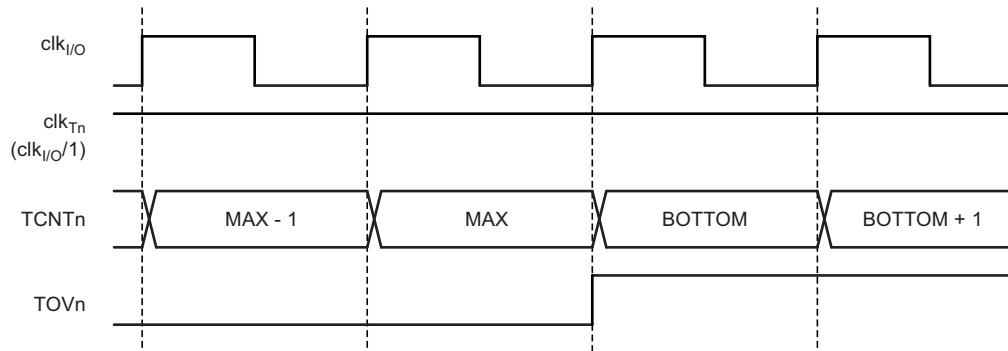 clkI/O
clkTn
(clkI/O/1)
TCNTn MAX - 1 MAX BOTTOM BOTTOM + 1
TOVn